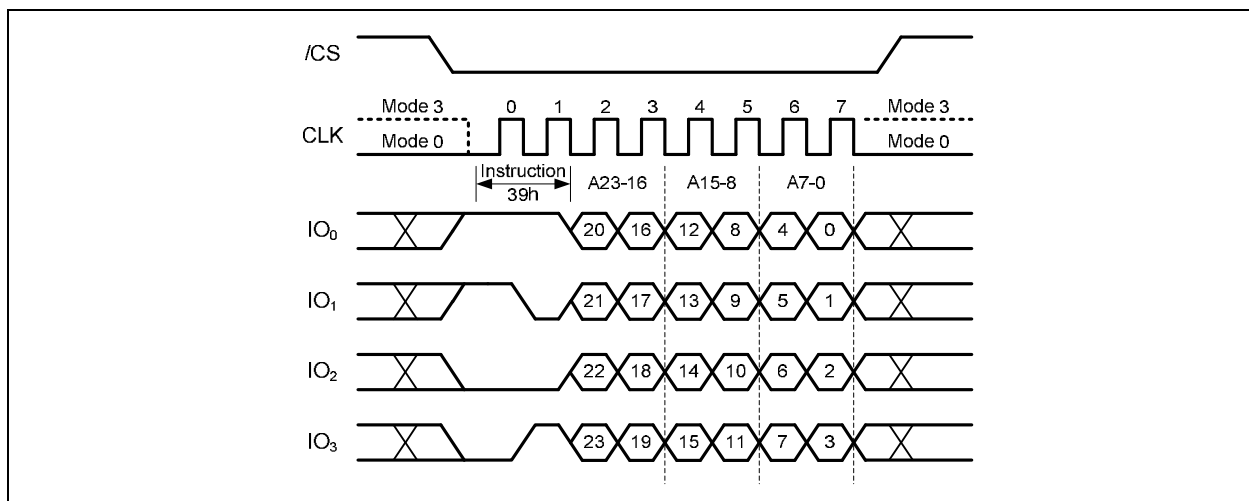 /CS
Mode 3 0 1 2 3 4 5 6 7 Mode 3
CLK
Mode 0 Mode 0
Instruction
39h
A23-16 A15-8 A7-0
IO₀ 20 16 12 8 4 0
IO₁ 21 17 13 9 5 1
IO₂ 22 18 14 10 6 2
IO₃ 23 19 15 11 7 3